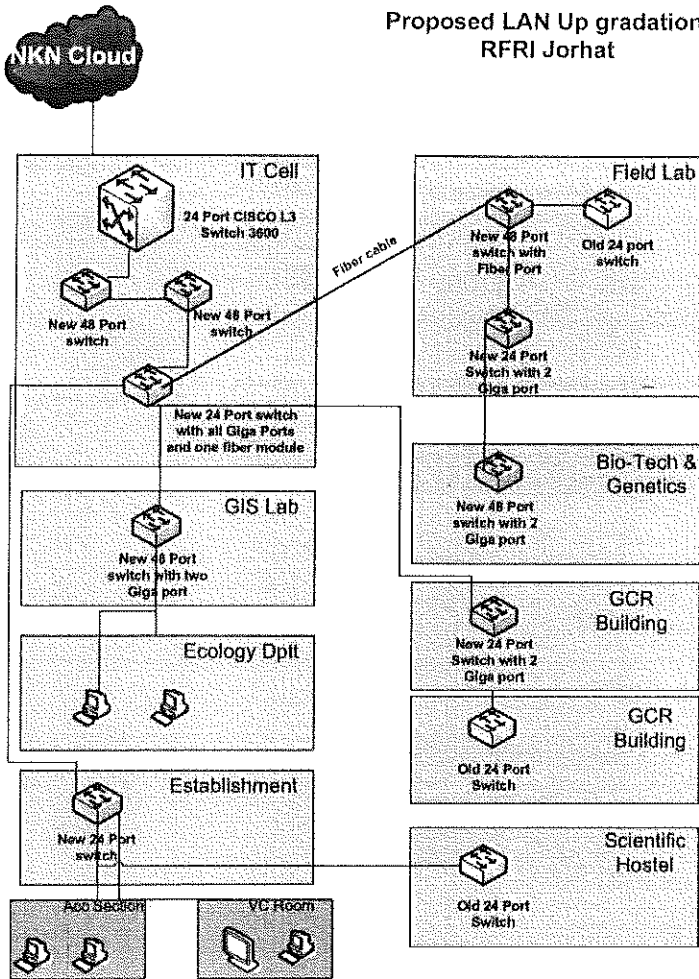 Proposed LAN Up gradation
RFRI Jorhat
NKN Cloud
IT Cell
24 Port CISCO L3
Switch 3600
New 48 Port
switch
New 48 Port
switch
New 24 Port switch
with all Giga Ports
and one fiber module
Fiber cable
Field Lab
New 48 Port
switch with
Fiber Port
Old 24 port
switch
New 24 Port
Switch with 2
Giga port
Bio-Tech &
Genetics
New 48 Port
switch with 2
Giga port
GIS Lab
New 48 Port
switch with two
Giga port
GCR
Building
New 24 Port
Switch with 2
Giga port
Ecology Dptt
GCR
Building
Old 24 Port
Switch
Establishment
New 24 Port
switch
Scientific
Hostel
Old 24 Port
Switch
Acc Section
VC Room